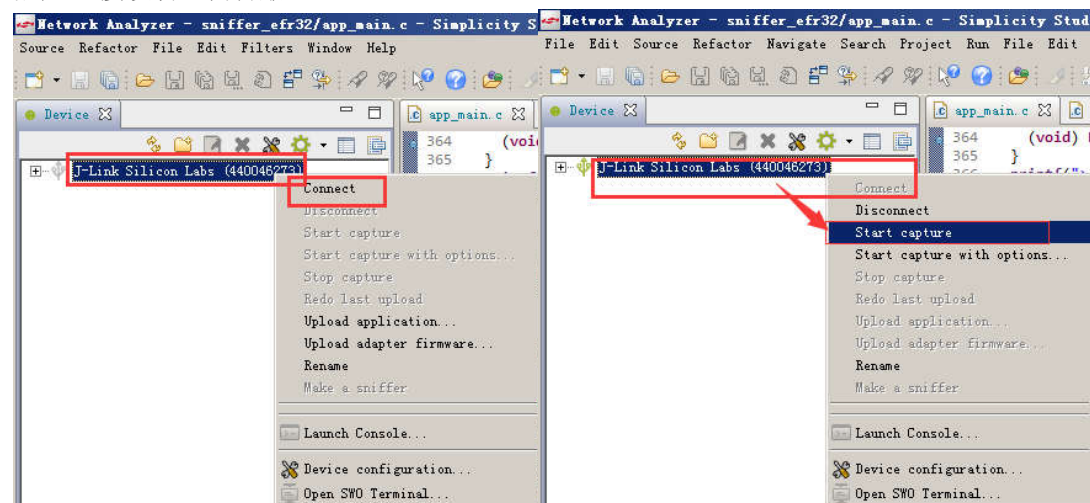 Network Analyzer - sniffer_efr32/app_main.c - Simplicity S
Source Refactor File Edit Filters Window Help
Device
app_main.c
364 (voi
365 }
J-Link Silicon Labs (440046273)
Connect
Disconnect
Start capture
Start capture with options...
Stop capture
Redo last upload
Upload application...
Upload adapter firmware...
Rename
Make a sniffer
Launch Console...
Device configuration...
Open SWO Terminal...
Network Analyzer - sniffer_efr32/app_main.c - Simplicity Stud
File Edit Source Refactor Navigate Search Project Run File Edit
Device
app_main.c
364 (void)
365 }
J-Link Silicon Labs (440046273)
Connect
Disconnect
Start capture
Start capture with options...
Stop capture
Redo last upload
Upload application...
Upload adapter firmware...
Rename
Make a sniffer
Launch Console...
Device configuration...
Open SWO Terminal...